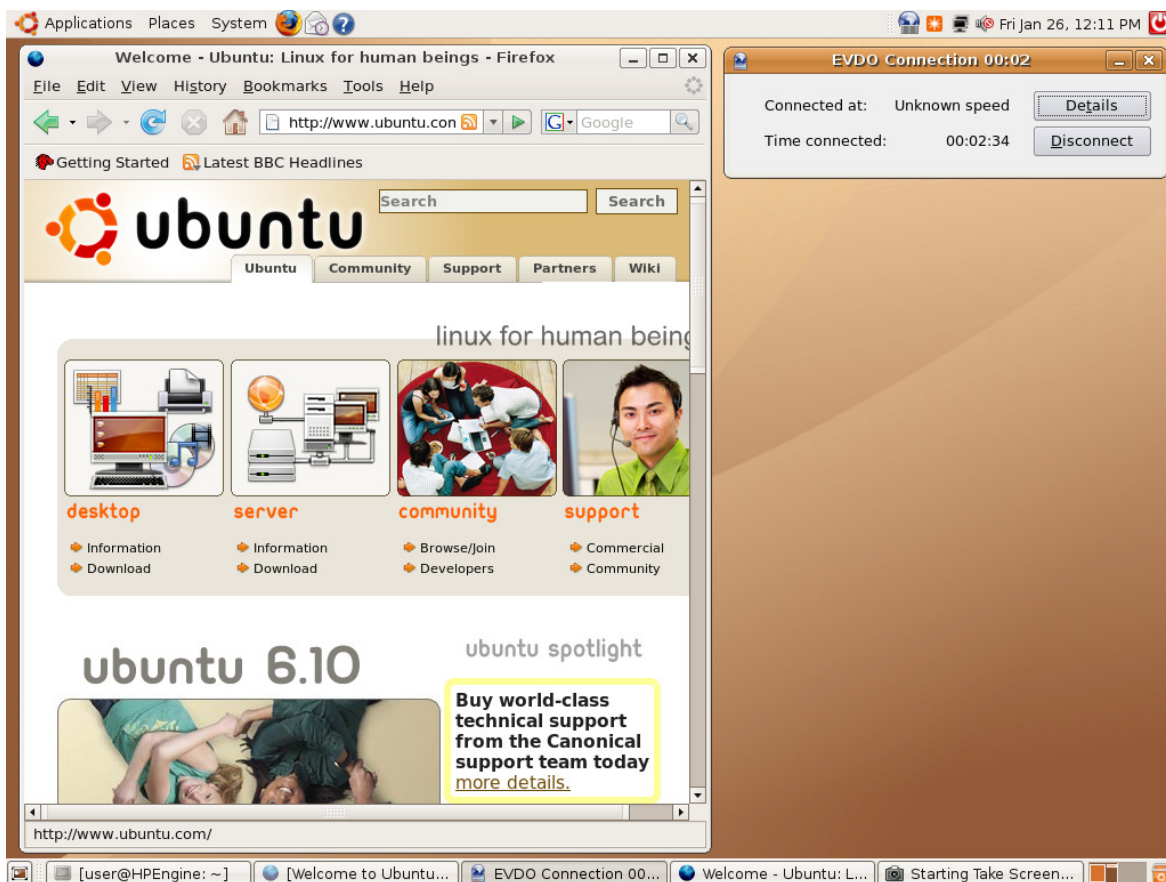 Applications Places System Fri Jan 26, 12:11 PM
Welcome - Ubuntu: Linux for human beings - Firefox
File Edit View History Bookmarks Tools Help
http://www.ubuntu.con G Google
Getting Started Latest BBC Headlines
ubuntu Search Search
Ubuntu Community Support Partners Wiki
linux for human being
desktop server community support
Information Information Browse/Join Commercial
Download Download Developers Community
ubuntu 6.10
ubuntu spotlight
Buy world-class
technical support
from the Canonical
support team today
more details.
http://www.ubuntu.com/
EVDO Connection 00:02
Connected at: Unknown speed Details
Time connected: 00:02:34 Disconnect
[user@HPEngine: ~] [Welcome to Ubuntu... EVDO Connection 00... Welcome - Ubuntu: L... Starting Take Screen...